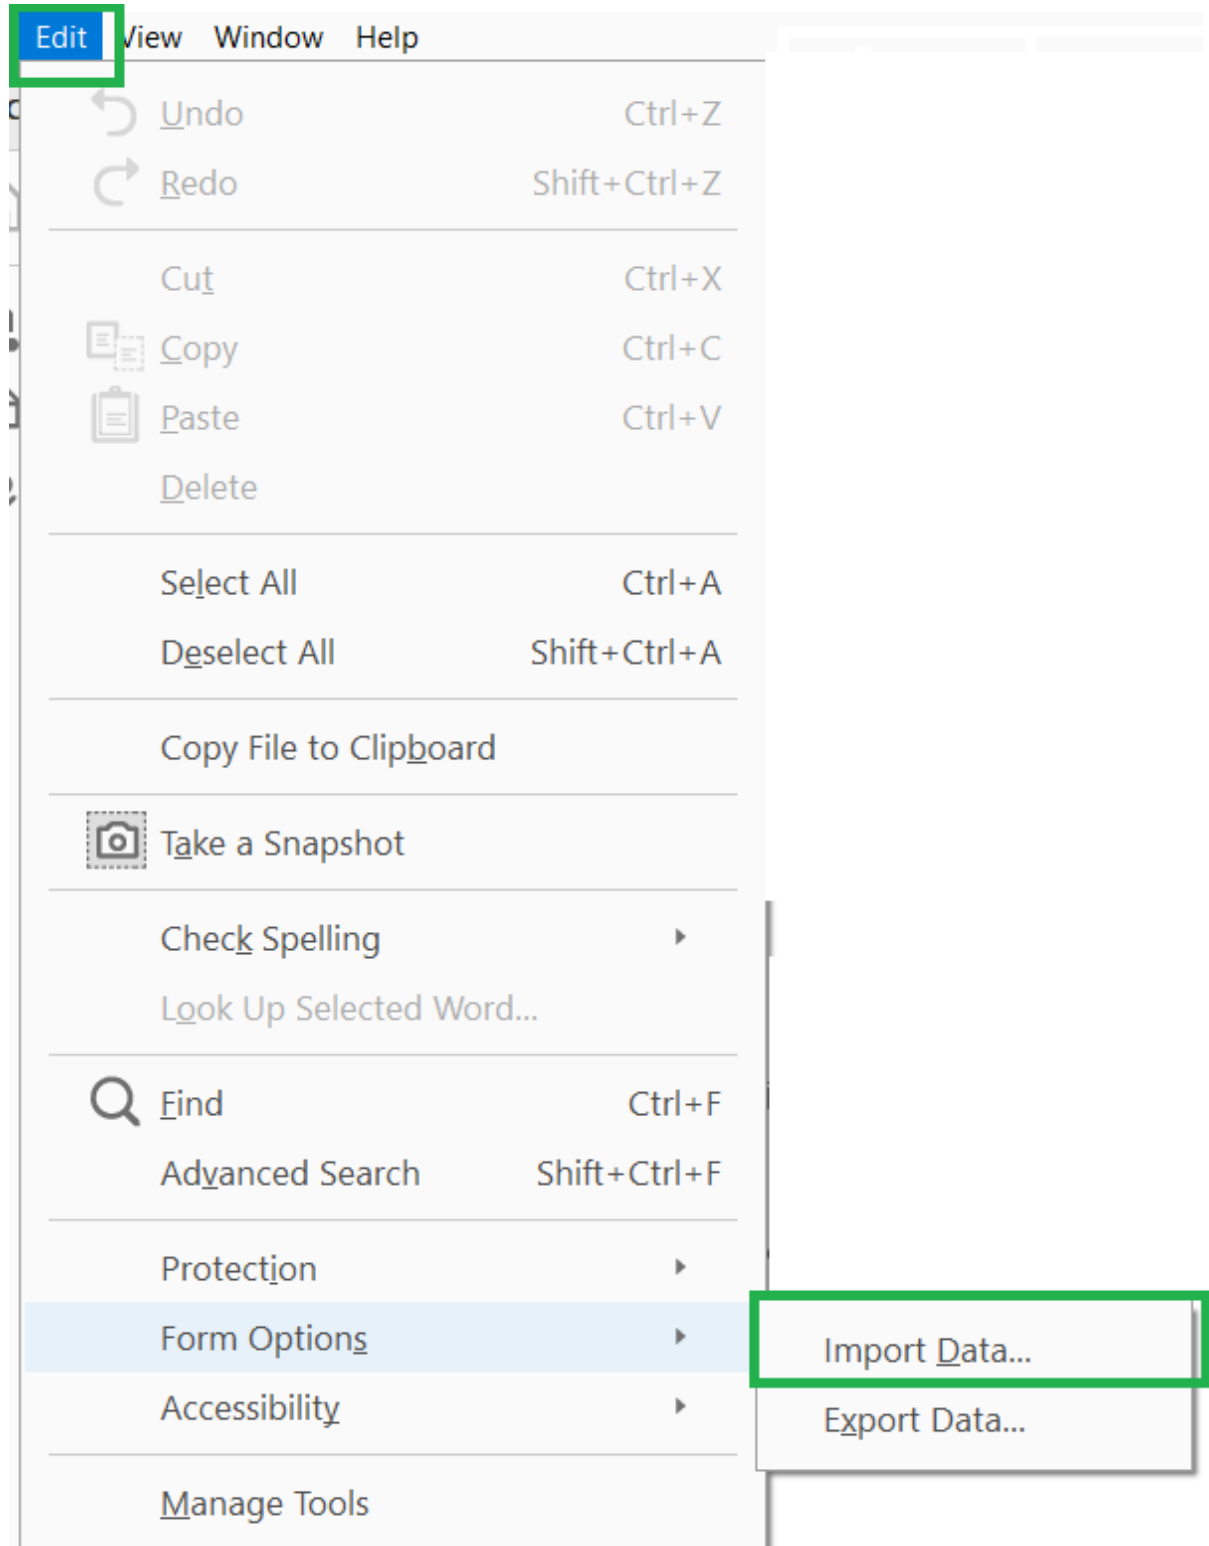 Edit View Window Help
Undo Ctrl+Z
Redo Shift+Ctrl+Z
Cut Ctrl+X
Copy Ctrl+C
Paste Ctrl+V
Delete
Select All Ctrl+A
Deselect All Shift+Ctrl+A
Copy File to Clipboard
Take a Snapshot
Check Spelling
Look Up Selected Word...
Find Ctrl+F
Advanced Search Shift+Ctrl+F
Protection
Form Options
Import Data...
Accessibility
Export Data...
Manage Tools